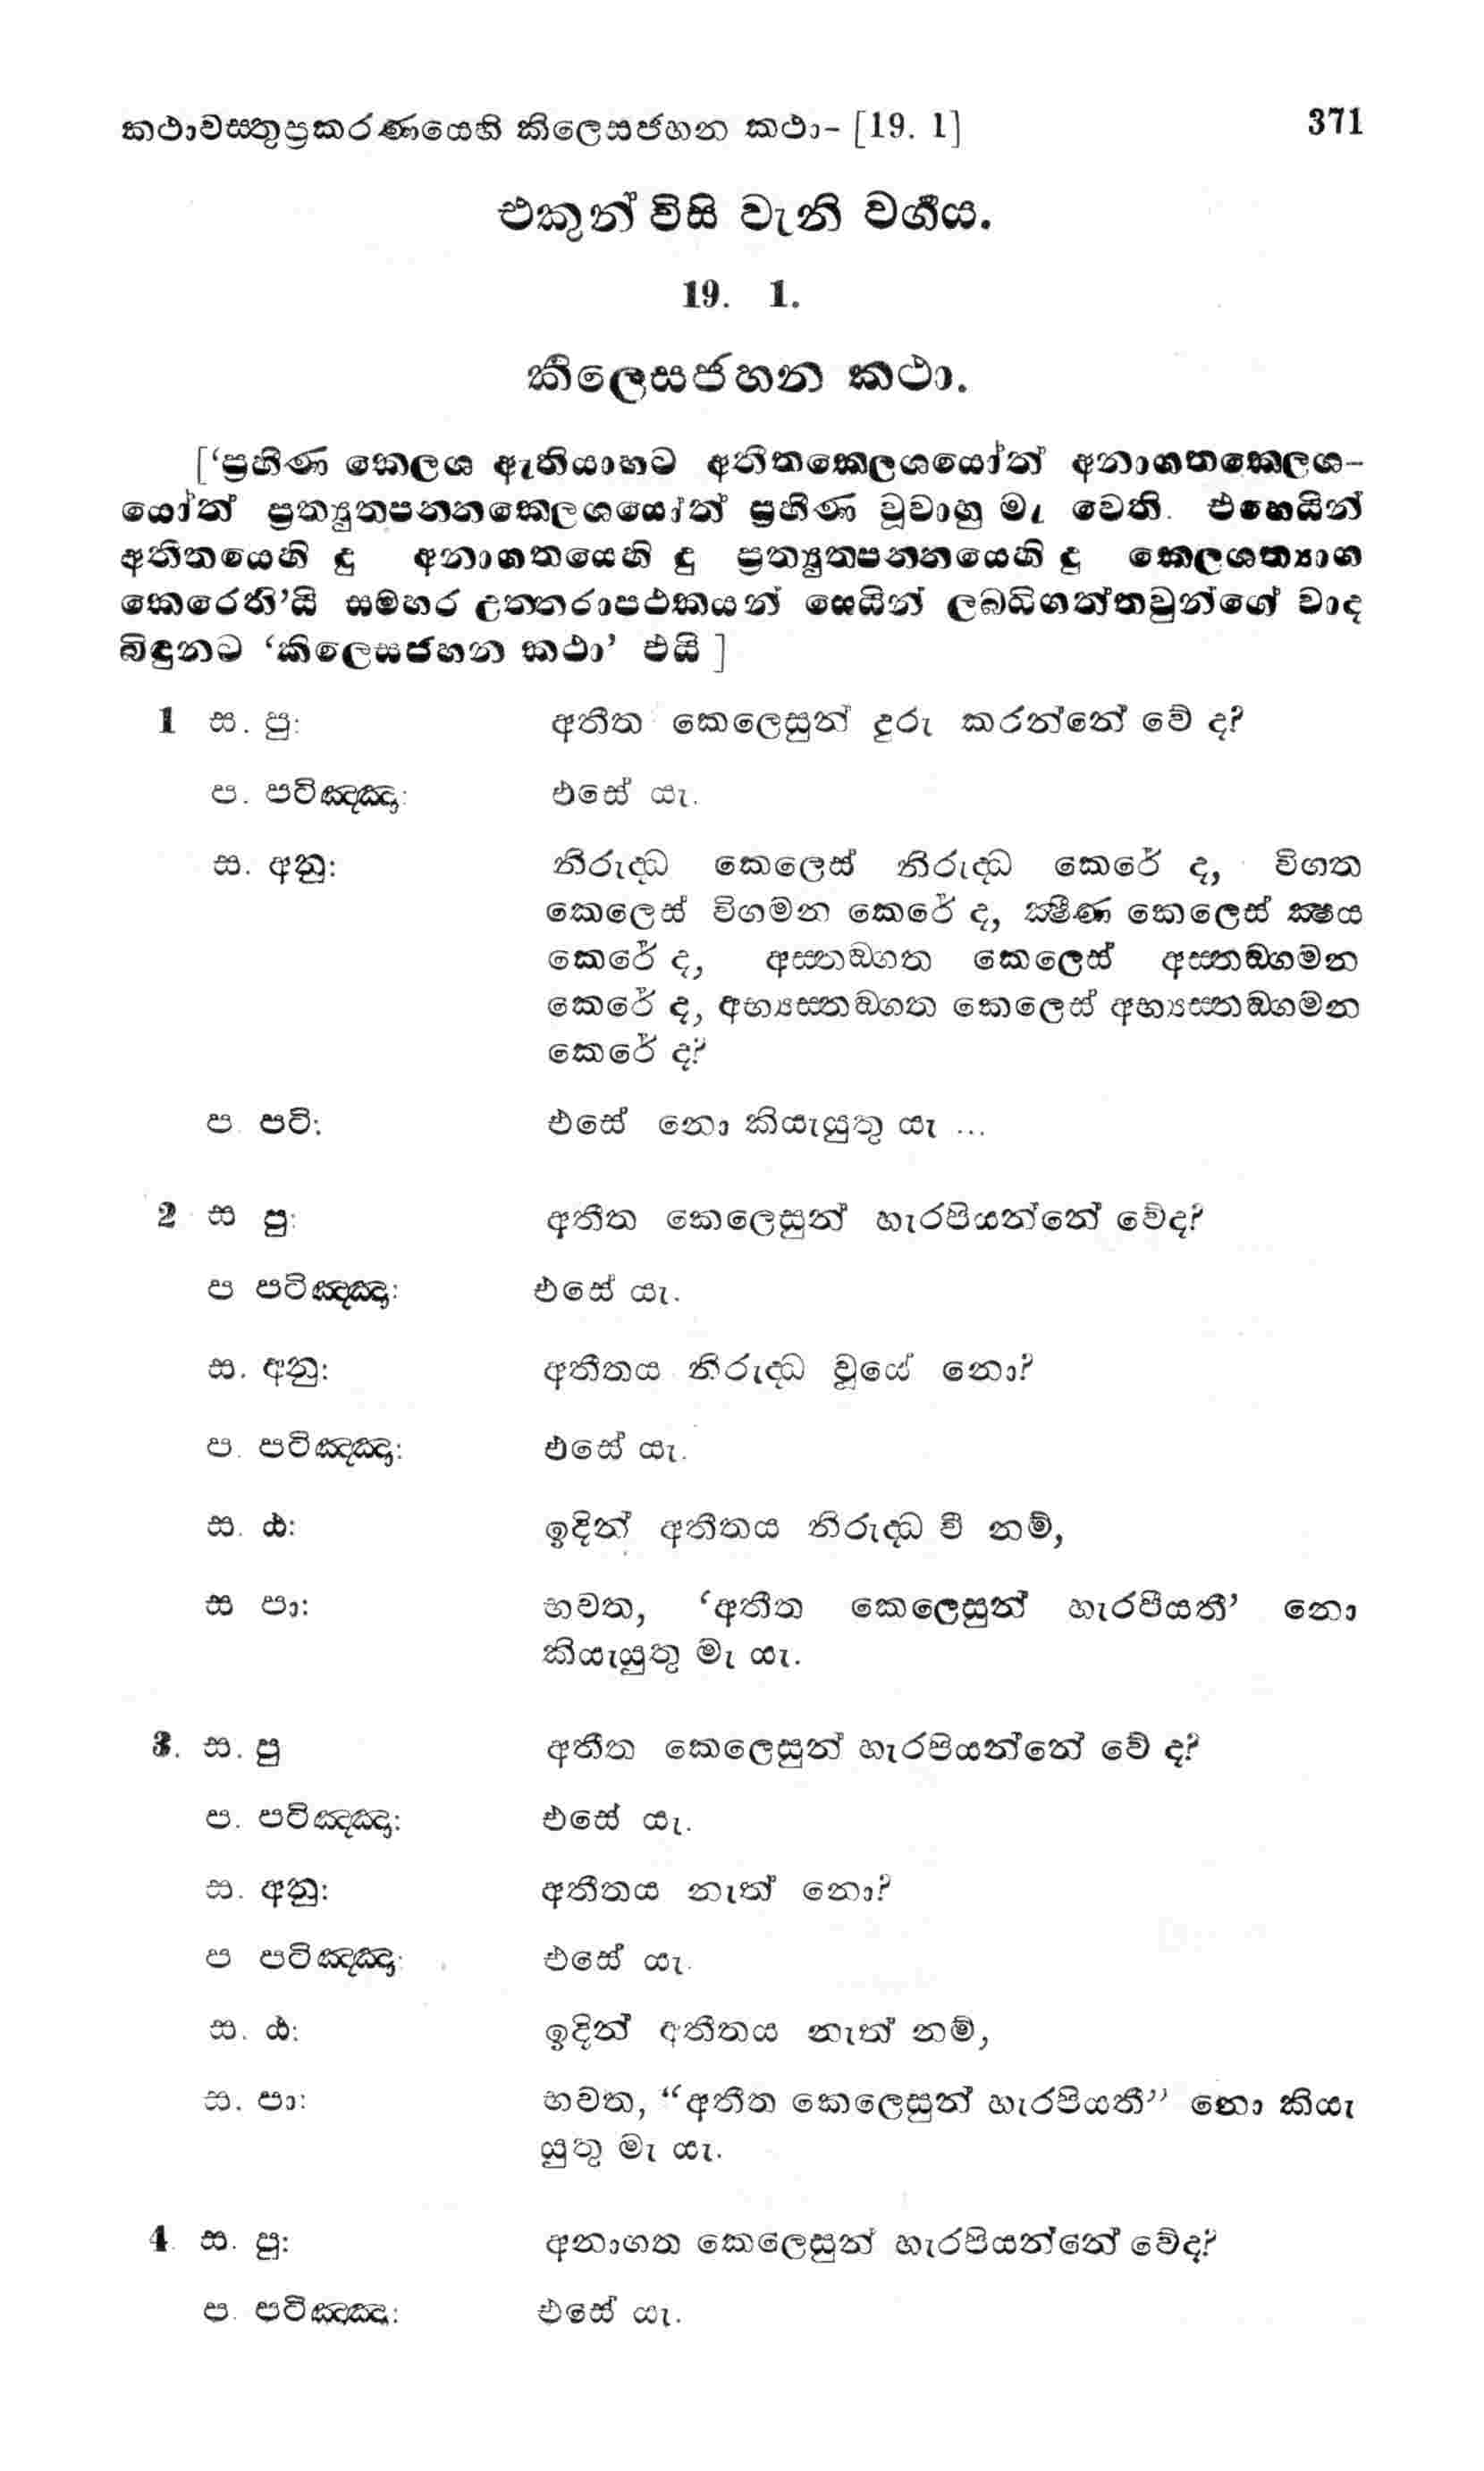 කථාවස්තුප්‍රකරණයෙහි කිලෙසජහන කථා- [19. 1] 371
එකුන් විසි වැනි වර්‍ගය.
19. 1.
කිලෙසජහන කථා.
['ප්‍රහීණ කෙලශ ඇතියාහට අතීතකෙලශයෝත් අනාගතකෙලශ-
යෝත් ප්‍රත්‍යුත්පන්නකෙලශයෝත් ප්‍රහීණ වූවාහු මැ වෙති. එහෙයින්
අතීතයෙහි දු අනාගතයෙහි දු ප්‍රත්‍යුත්පන්නයෙහි දු කෙලශත්‍යාග
කෙරෙති'යි සමහර උත්තරාපථකයන් සෙයින් ලබ්ධිගත්තවුන්ගේ වාද
බිඳුනට 'කිලෙසජහන කථා' එයි]
1 ස. පු: අතීත කෙලෙසුන් දුරු කරන්නේ වේ ද?
ප. පටිඤ්ඤා: එසේ යැ.
ස. අනු: නිරුද්ධ කෙලෙස් නිරුද්ධ කෙරේ ද, විගත
කෙලෙස් විගමන කෙරේ ද, ක්‍ෂීණ කෙලෙස් ක්‍ෂය
කෙරේ ද, අස්තඞ්ගත කෙලෙස් අස්තඞ්ගමන
කෙරේ ද, අභ්‍යස්තඞ්ගත කෙලෙස් අභ්‍යස්තඞ්ගමන
කෙරේ ද?
ප. පටි: එසේ නො කියැයුතු යැ ...
2 ස පු: අතීත කෙලෙසුන් හැරපියන්නේ වේද?
ප පටිඤ්ඤා: එසේ යැ.
ස. අනු: අතීතය නිරුද්ධ වූයේ නො?
ප. පටිඤ්ඤා: එසේ යැ.
ස. ඨ: ඉදින් අතීතය නිරුද්ධ වී නම්,
ස පා: භවත, 'අතීත කෙලෙසුන් හැරපීයතී' නො
කියැයුතු මැ යැ.
3. ස. පු අතීත කෙලෙසුන් හැරපියන්නේ වේ ද?
ප. පටිඤ්ඤා: එසේ යැ.
ස. අනු: අතීතය නැත් නො?
ප පටිඤ්ඤා: එසේ යැ.
ස. ඨ: ඉදින් අතීතය නැත් නම්,
ස. පා: භවත, “අතීත කෙලෙසුන් හැරපියතී” නො කියැ
යුතු මැ යැ.
4 ස. පු: අනාගත කෙලෙසුන් හැරපියන්නේ වේද?
ප. පටිඤ්ඤා: එසේ යැ.